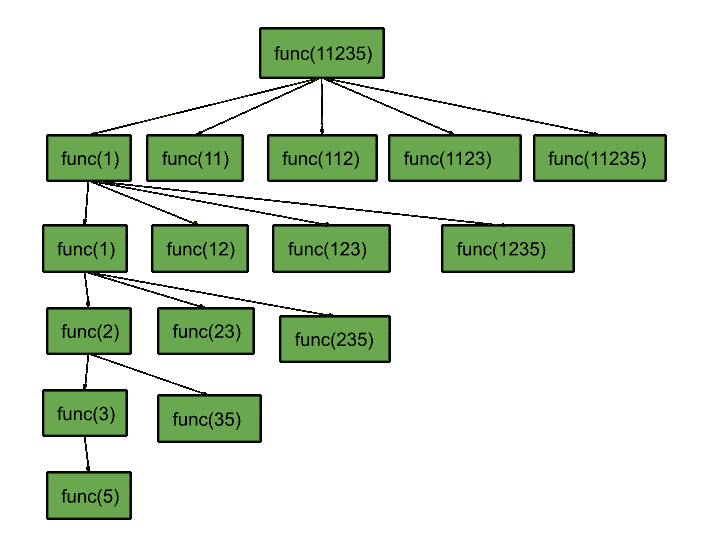 func(11235)
func(1)
func(11)
func(112)
func(1123)
func(11235)
func(1)
func(12)
func(123)
func(1235)
func(2)
func(23)
func(235)
func(3)
func(35)
func(5)